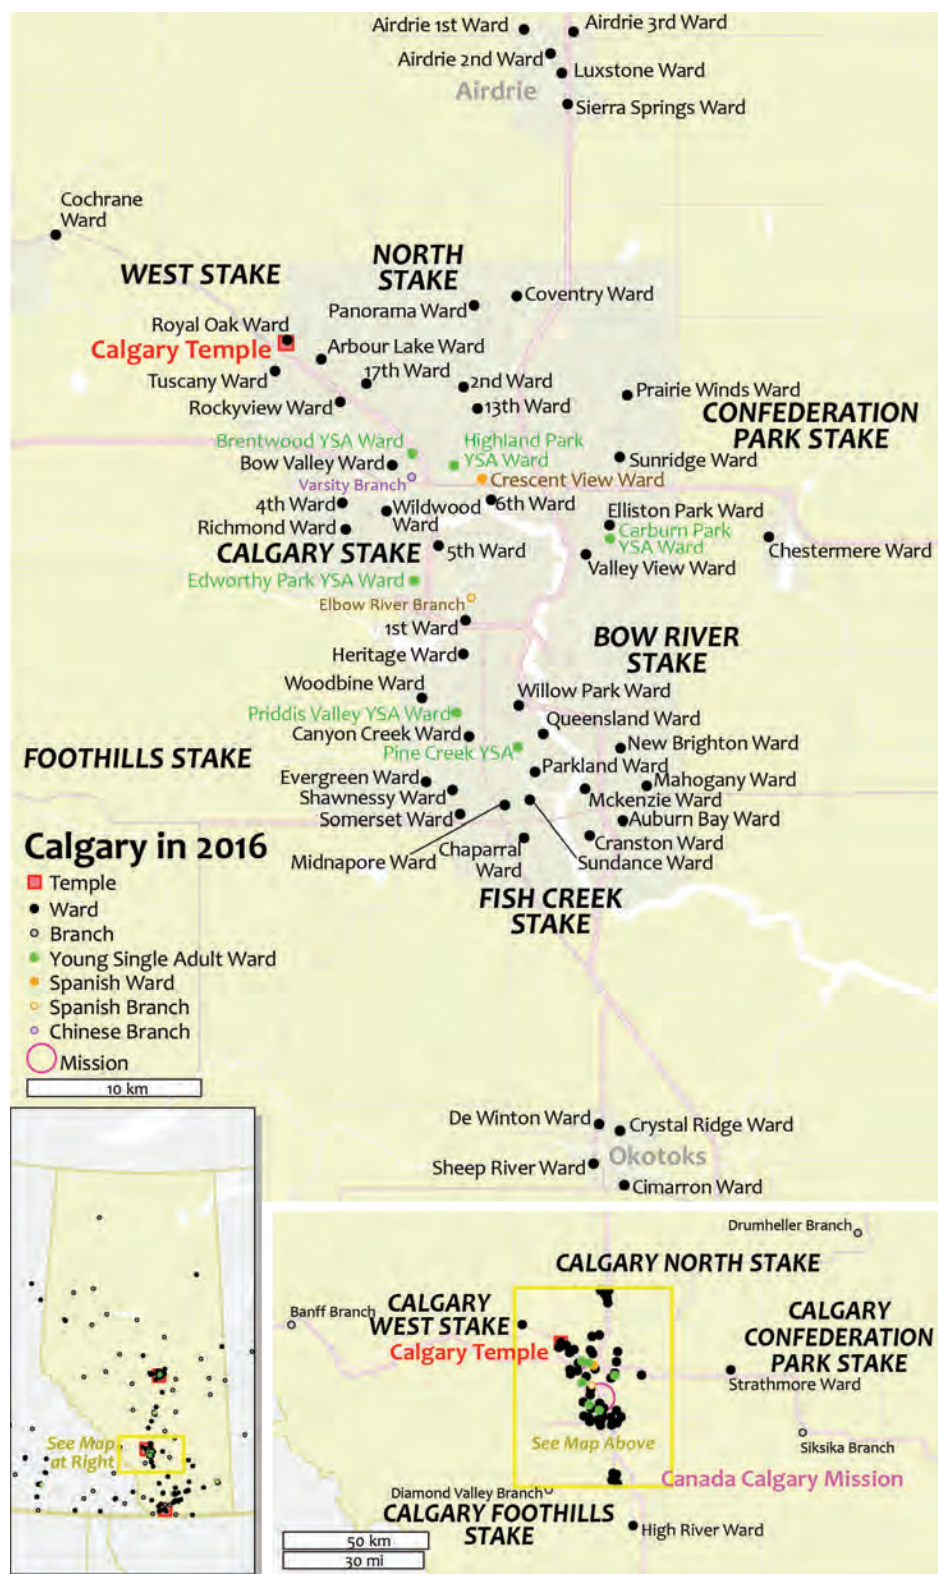 Airdrie 1st Ward
Airdrie 3rd Ward
Airdrie 2nd Ward
Luxstone Ward
Airdrie
Sierra Springs Ward
Cochrane
Ward
WEST STAKE
NORTH
STAKE
Coventry Ward
Panorama Ward
Royal Oak Ward
Calgary Temple
Arbour Lake Ward
Tuscany Ward
17th Ward
2nd Ward
Rockyview Ward
13th Ward
Prairie Winds Ward
CONFEDERATION
PARK STAKE
Brentwood YSA Ward
Highland Park
YSA Ward
Bow Valley Ward
Sunridge Ward
Varsity Branch
Crescent View Ward
4th Ward
Wildwood
Ward
6th Ward
Elliston Park Ward
Richmond Ward
Carburn Park
YSA Ward
CALGARY STAKE
5th Ward
Chestermere Ward
Valley View Ward
Edworthy Park YSA Ward
Elbow River Branch
1st Ward
BOW RIVER
STAKE
Heritage Ward
Woodbine Ward
Willow Park Ward
Priddis Valley YSA Ward
Queensland Ward
Canyon Creek Ward
Pine Creek YSA
New Brighton Ward
FOOTHILLS STAKE
Parkland Ward
Evergreen Ward
Mahogany Ward
Shawnessy Ward
Mckenzie Ward
Somerset Ward
Auburn Bay Ward
Midnapore Ward
Chaparral
Ward
Cranston Ward
Sundance Ward
FISH CREEK
STAKE
Calgary in 2016
Temple
Ward
Branch
Young Single Adult Ward
Spanish Ward
Spanish Branch
Chinese Branch
Mission
10 km
De Winton Ward
Crystal Ridge Ward
Okotoks
Sheep River Ward
Cimarron Ward
See Map
at Right
Drumheller Branch
CALGARY NORTH STAKE
Banff Branch
CALGARY
WEST STAKE
CALGARY
CONFEDERATION
PARK STAKE
Calgary Temple
Strathmore Ward
See Map Above
Siksika Branch
Canada Calgary Mission
Diamond Valley Branch
CALGARY FOOTHILLS
STAKE
High River Ward
50 km
30 mi